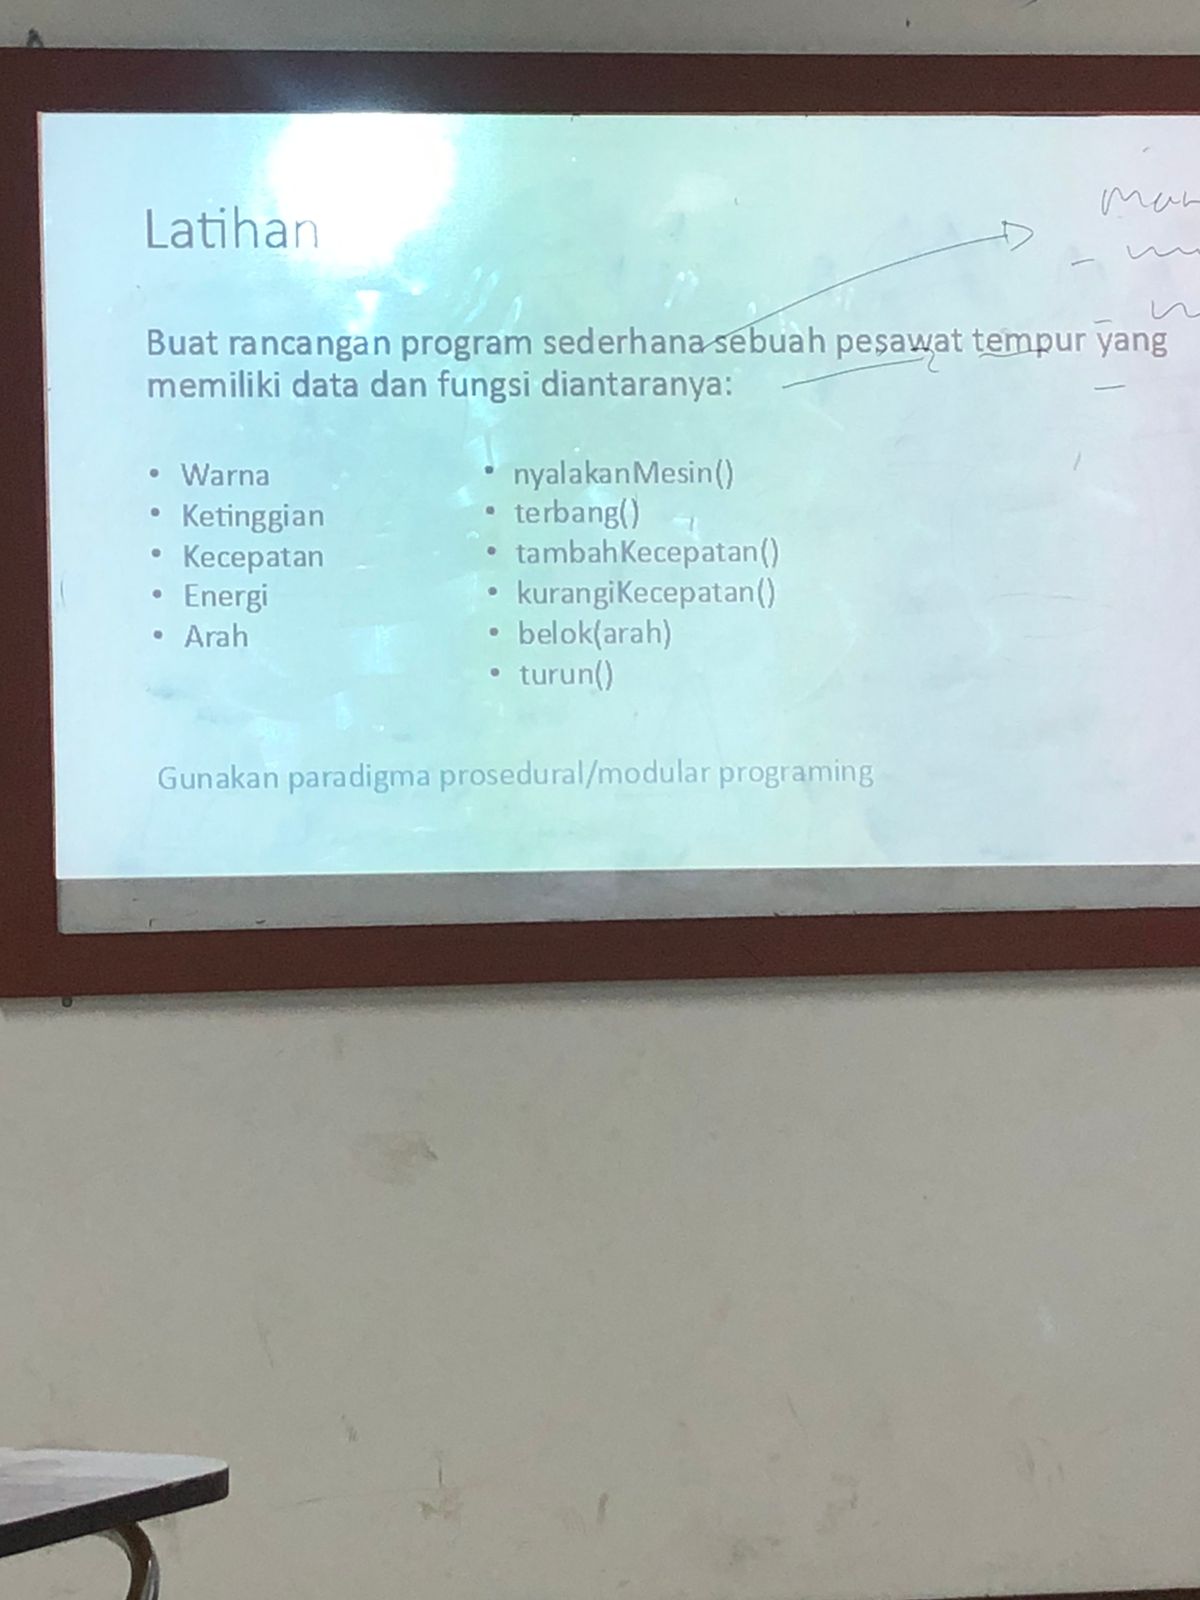 Latihan
Buat rancangan program sederhana sebuah pesawat tempur yang
memiliki data dan fungsi diantaranya:
• Warna
• Ketinggian
• Kecepatan
• Energi
• Arah
• nyalakanMesin()
• terbang()
• tambahKecepatan()
• kurangiKecepatan()
• belok(arah)
• turun()
Gunakan paradigma prosedural/modular programing